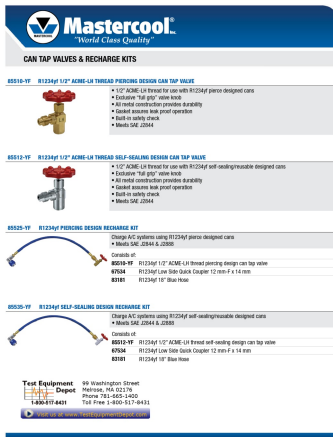 Mastercool®
Inc.
MASTERCOOL
"World Class Quality"
CAN TAP VALVES & RECHARGE KITS
85510-YF R1234yf 1/2" ACME-LH THREAD PIERCING DESIGN CAN TAP VALVE
• 1/2" ACME-LH thread for use with R1234yf pierce designed cans
• Exclusive "full grip" valve knob
• All metal construction provides durability
• Gasket assures leak proof operation
• Built-in safety check
• Meets SAE J2844
85512-YF R1234yf 1/2" ACME-LH THREAD SELF-SEALING DESIGN CAN TAP VALVE
• 1/2" ACME-LH thread for use with R1234yf self-sealing/reusable designed cans
• Exclusive "full grip" valve knob
• All metal construction provides durability
• Gasket assures leak proof operation
• Built-in safety check
• Meets SAE J2844
85525-YF R1234yf PIERCING DESIGN RECHARGE KIT
Charge A/C systems using R1234yf pierce designed cans
• Meets SAE J2844 & J2888
Consists of:
85510-YF R1234yf 1/2" ACME-LH thread piercing design can tap valve
67534 R1234yf Low Side Quick Coupler 12 mm-F x 14 mm
83181 R1234yf 18" Blue Hose
85535-YF R1234yf SELF-SEALING DESIGN RECHARGE KIT
Charge A/C systems using R1234yf self-sealing/reusable designed cans
• Meets SAE J2844 & J2888
Consists of:
85512-YF R1234yf 1/2" ACME-LH thread self-sealing design can tap valve
67534 R1234yf Low Side Quick Coupler 12 mm-F x 14 mm
83181 R1234yf 18" Blue Hose
Test Equipment Depot
1-800-517-8431
99 Washington Street
Melrose, MA 02176
Phone 781-665-1400
Toll Free 1-800-517-8431
Visit us at www.TestEquipmentDepot.com